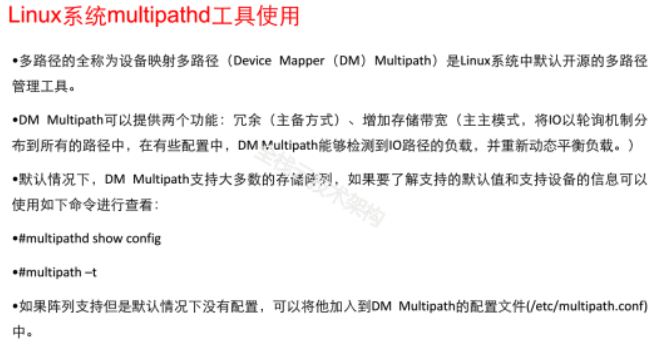 Linux系统multipathd工具使用
•多路径的全称为设备映射多路径（Device Mapper（DM）Multipath）是Linux系统中默认开源的多路径
管理工具。
•DM Multipath可以提供两个功能：冗余（主备方式）、增加存储带宽（主主模式，将IO以轮询机制分
布到所有的路径中，在有些配置中，DM Multipath能够检测到IO路径的负载，并重新动态平衡负载。）
•默认情况下，DM Multipath支持大多数的存储阵列，如果要了解支持的默认值和支持设备的信息可以
使用如下命令进行查看：
•#multipathd show config
•#multipath –t
•如果阵列支持但是默认情况下没有配置，可以将他加入到DM Multipath的配置文件(/etc/multipath.conf)
中。
技术架构